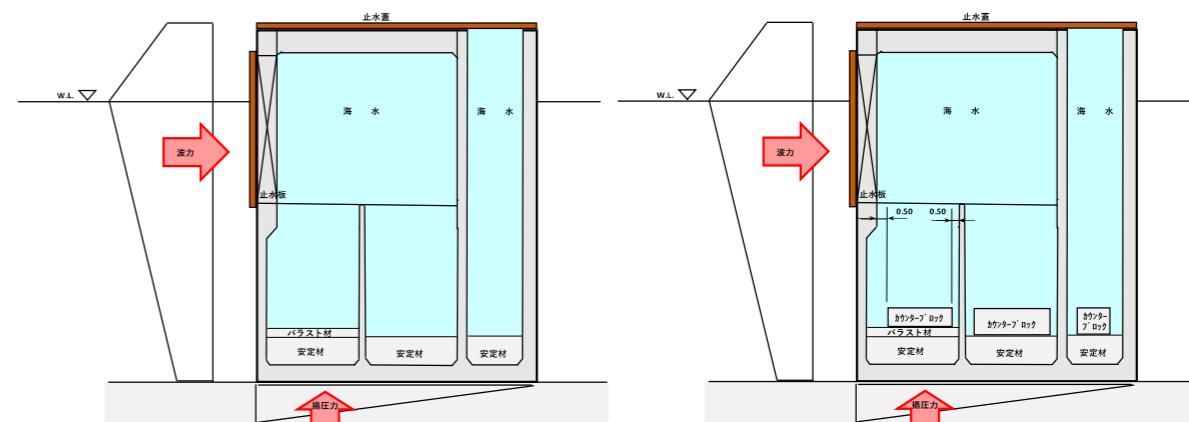 止水蓋
W.L.
海　水
海　水
波力
止水板
バラスト材
安定材
安定材
安定材
揚圧力
止水蓋
W.L.
海　水
海　水
波力
止水板
0.50
0.50
ｶｳﾝﾀｰﾌﾞﾛｯｸ
ｶｳﾝﾀｰﾌﾞﾛｯｸ
ｶｳﾝﾀｰ
ﾌﾞﾛｯｸ
バラスト材
安定材
安定材
安定材
揚圧力